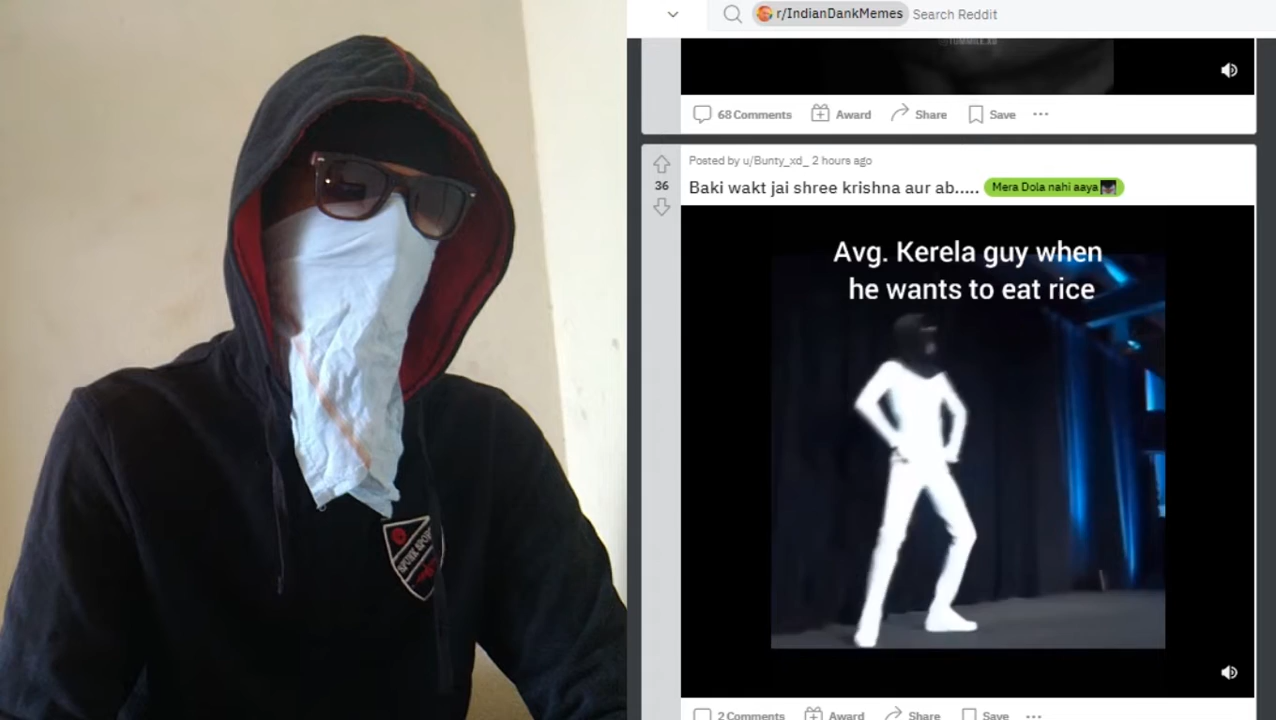 r/IndianDankMemes Search Reddit
68 Comments Award Share Save
Posted by u/Bunty_xd_ 2 hours ago
36
Baki wakt jai shree krishna aur ab..... Mera Dola nahi aaya
Avg. Kerela guy when
he wants to eat rice
2 Comments Award Share Save